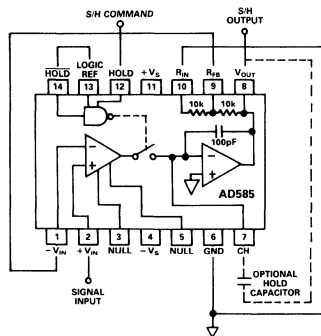 S/H COMMAND
S/H
OUTPUT
HOLD
LOGIC
REF
HOLD
+VS
RIN
RFB
VOUT
14
13
12
11
10
9
8
10k
10k
100pF
AD585
1
2
3
4
5
6
7
-VIN
+VIN
NULL
-VS
NULL
GND
CH
SIGNAL
INPUT
OPTIONAL
HOLD
CAPACITOR